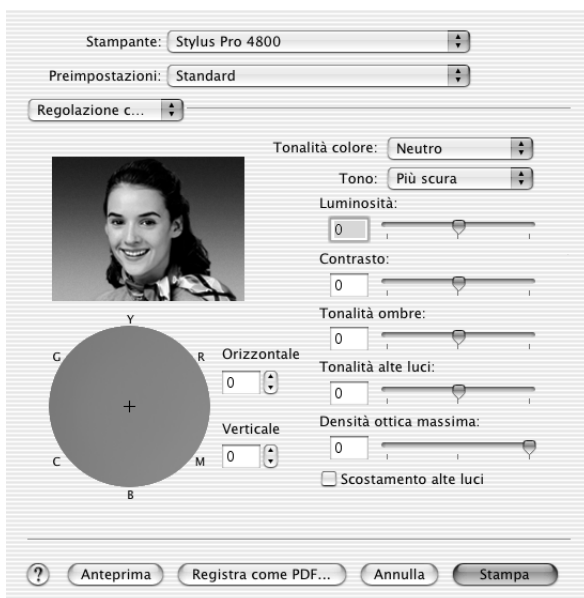 Stampante: Stylus Pro 4800
Preimpostazioni: Standard
Regolazione c...
Tonalità colore: Neutro
Tono: Più scura
Luminosità:
0
Contrasto:
0
Tonalità ombre:
0
Tonalità alte luci:
0
Densità ottica massima:
0
Scostamento alte luci
Y
G R
C M
B
Orizzontale
0
Verticale
0
? Anteprima Registra come PDF... Annulla Stampa